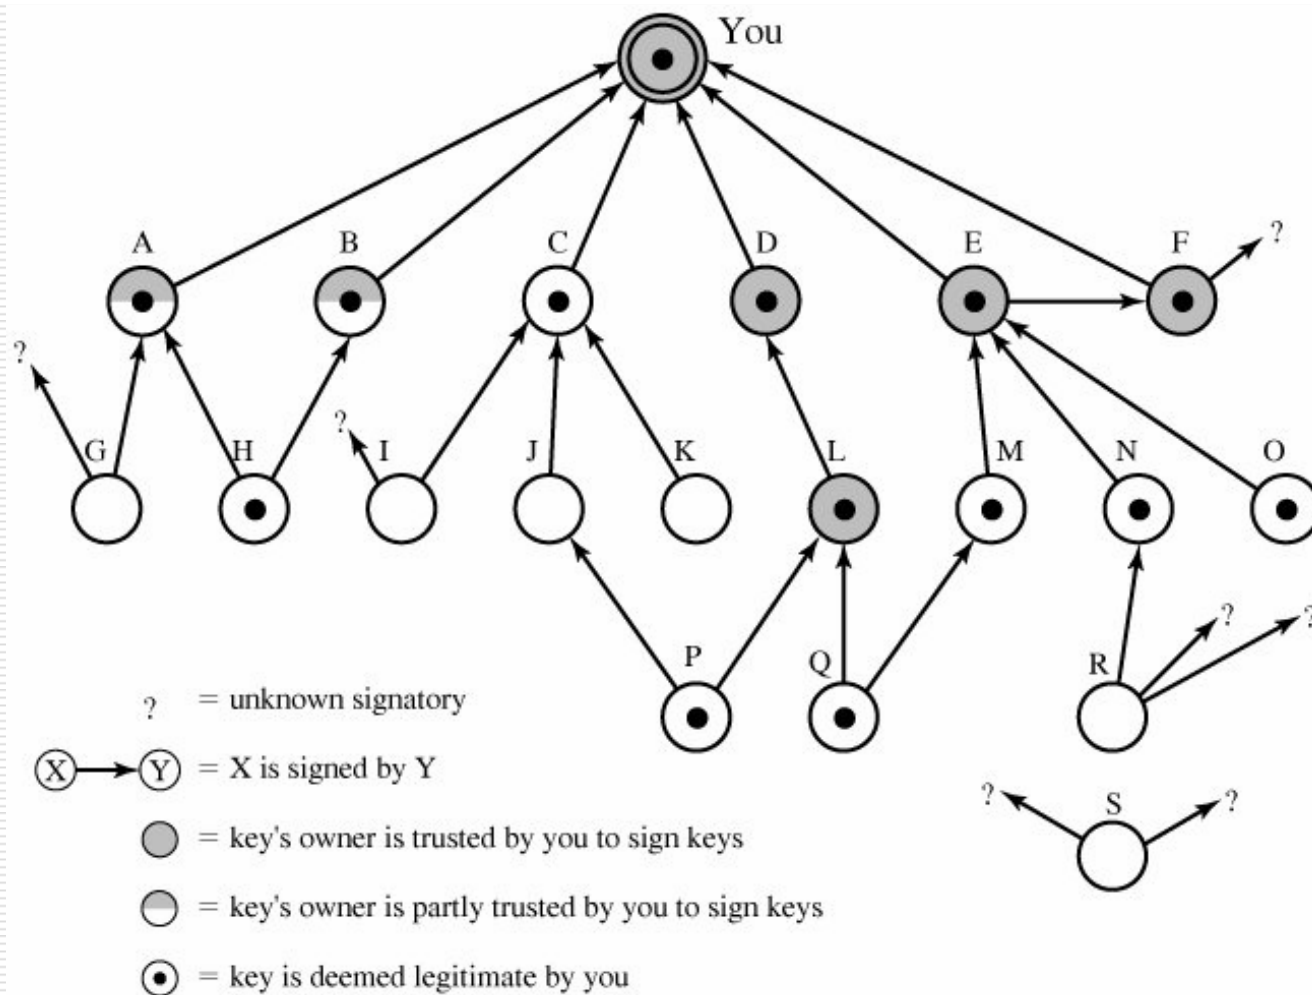 You
A B C D E F ?
?
? G H I J K L M N O
P Q R ? ?
? S ?
? = unknown signatory
X Y = X is signed by Y
= key's owner is trusted by you to sign keys
= key's owner is partly trusted by you to sign keys
= key is deemed legitimate by you